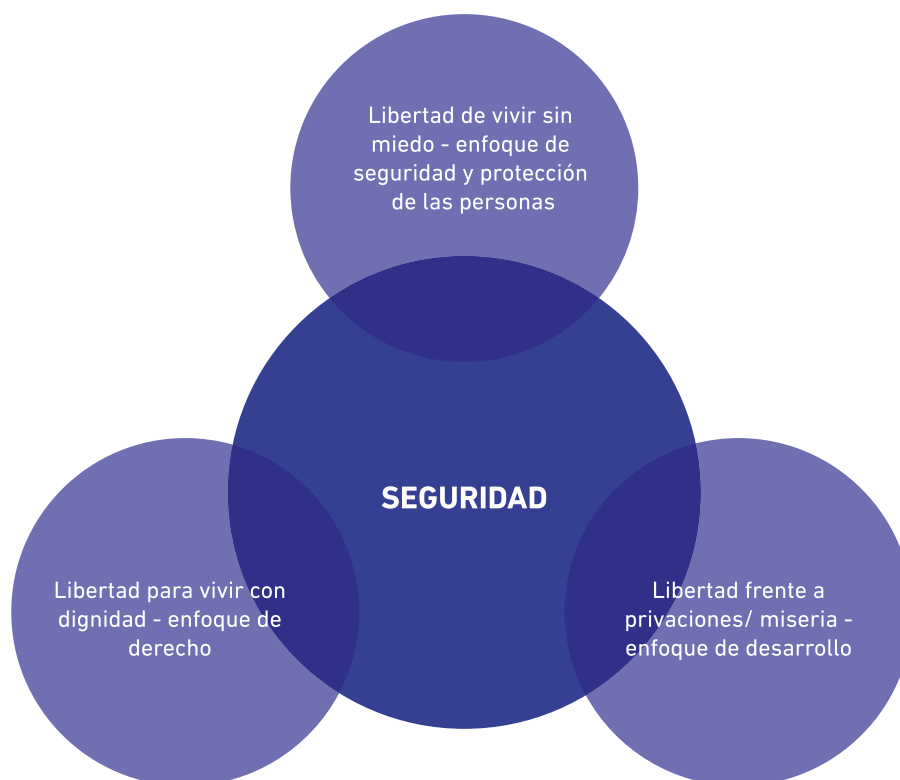 Libertad de vivir sin
miedo - enfoque de
seguridad y protección
de las personas
SEGURIDAD
Libertad para vivir con
dignidad - enfoque de
derecho
Libertad frente a
privaciones/ miseria -
enfoque de desarrollo